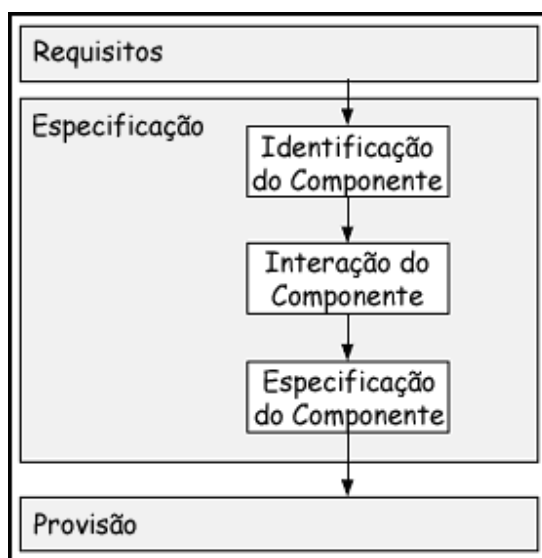 Requisitos
Especificação
Identificação
do Componente
Interação do
Componente
Especificação
do Componente
Provisão